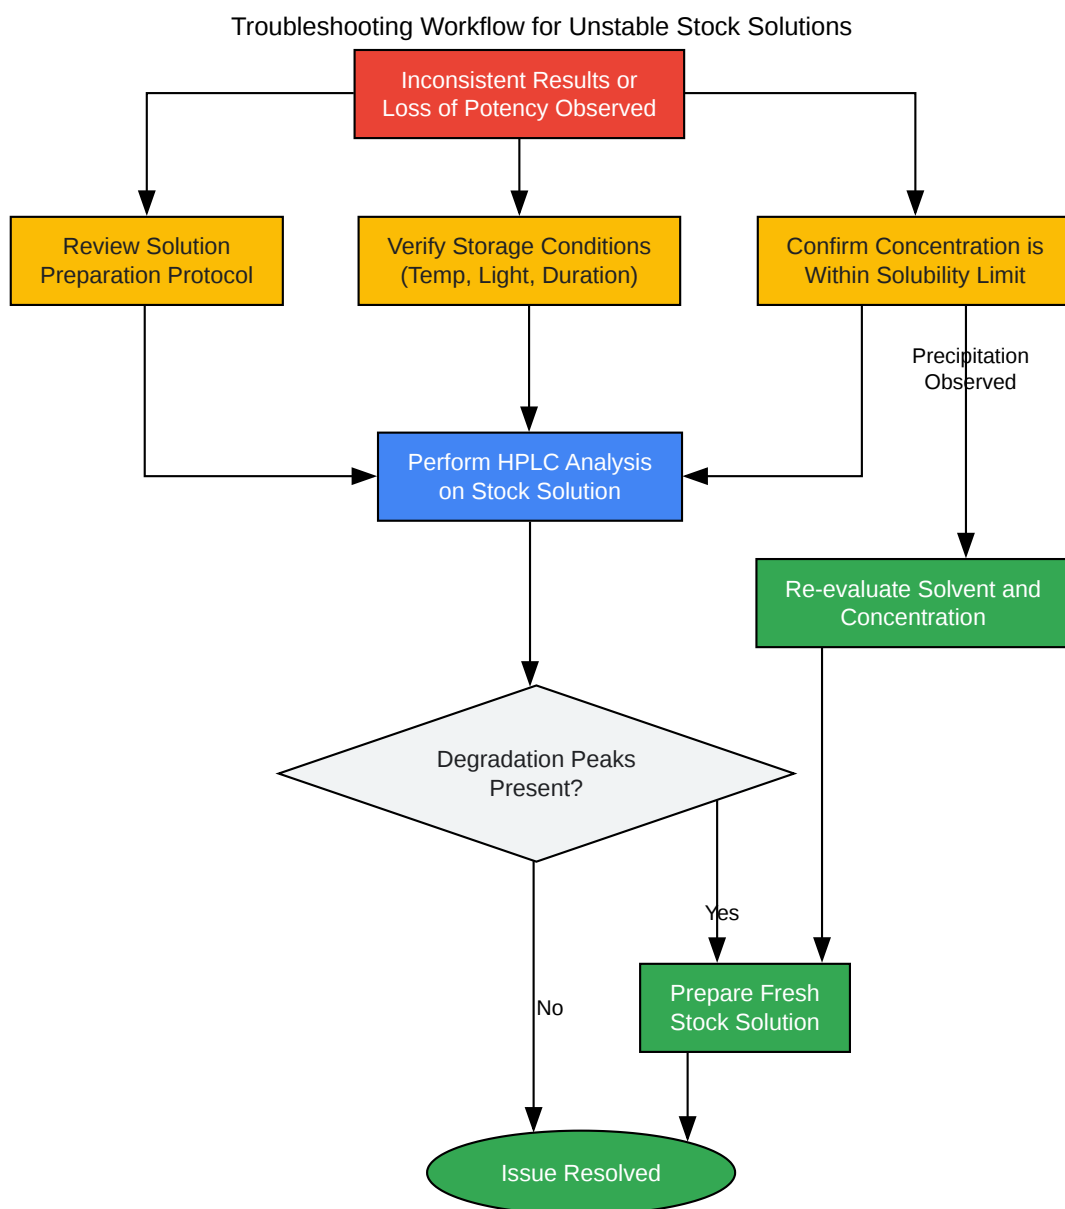 Troubleshooting Workflow for Unstable Stock Solutions
Inconsistent Results or
Loss of Potency Observed
Review Solution
Preparation Protocol
Verify Storage Conditions
(Temp, Light, Duration)
Confirm Concentration is
Within Solubility Limit
Precipitation
Observed
Perform HPLC Analysis
on Stock Solution
Re-evaluate Solvent and
Concentration
Degradation Peaks
Present?
Yes
No
Prepare Fresh
Stock Solution
Issue Resolved